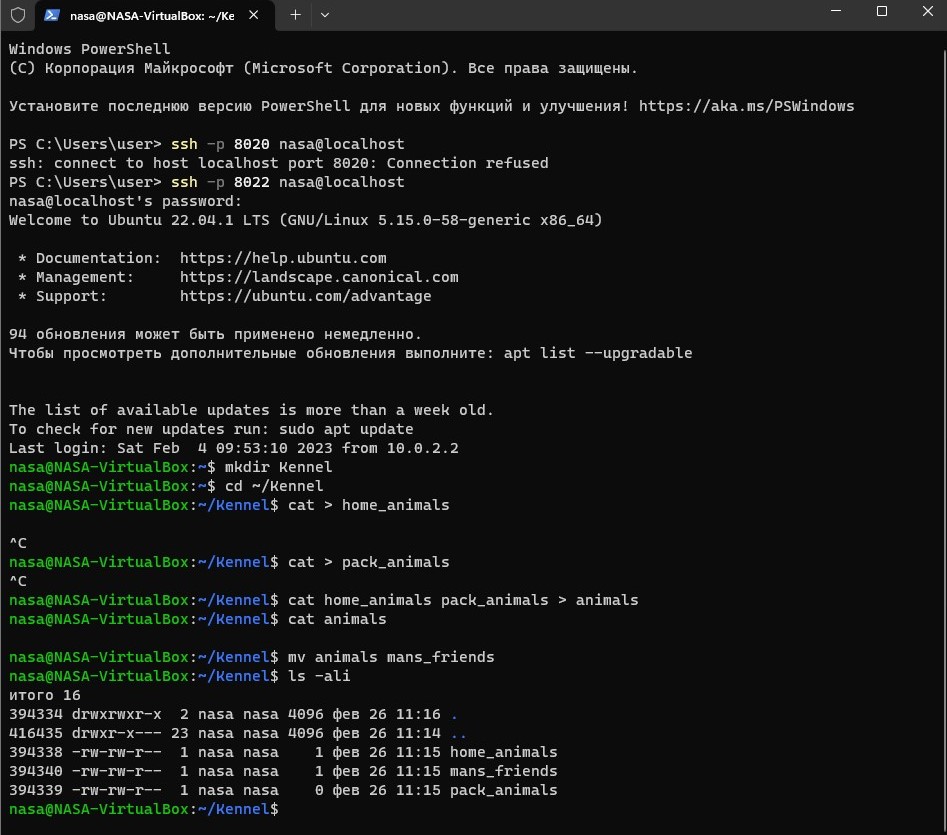 nasa@NASA-VirtualBox: ~/Ke
Windows PowerShell
(C) Корпорация Майкрософт (Microsoft Corporation). Все права защищены.
Установите последнюю версию PowerShell для новых функций и улучшения! https://aka.ms/PSWindows
PS C:\Users\user> ssh -p 8020 nasa@localhost
ssh: connect to host localhost port 8020: Connection refused
PS C:\Users\user> ssh -p 8022 nasa@localhost
nasa@localhost's password:
Welcome to Ubuntu 22.04.1 LTS (GNU/Linux 5.15.0-58-generic x86_64)
* Documentation:  https://help.ubuntu.com
* Management:     https://landscape.canonical.com
* Support:        https://ubuntu.com/advantage
94 обновления может быть применено немедленно.
Чтобы просмотреть дополнительные обновления выполните: apt list --upgradable
The list of available updates is more than a week old.
To check for new updates run: sudo apt update
Last login: Sat Feb  4 09:53:10 2023 from 10.0.2.2
nasa@NASA-VirtualBox:~$ mkdir Kennel
nasa@NASA-VirtualBox:~$ cd ~/Kennel
nasa@NASA-VirtualBox:~/Kennel$ cat > home_animals
^C
nasa@NASA-VirtualBox:~/Kennel$ cat > pack_animals
^C
nasa@NASA-VirtualBox:~/Kennel$ cat home_animals pack_animals > animals
nasa@NASA-VirtualBox:~/Kennel$ cat animals
nasa@NASA-VirtualBox:~/Kennel$ mv animals mans_friends
nasa@NASA-VirtualBox:~/Kennel$ ls -ali
итого 16
394334 drwxrwxr-x  2 nasa nasa 4096 фев 26 11:16 .
416435 drwxr-x--- 23 nasa nasa 4096 фев 26 11:14 ..
394338 -rw-rw-r--  1 nasa nasa    1 фев 26 11:15 home_animals
394340 -rw-rw-r--  1 nasa nasa    1 фев 26 11:15 mans_friends
394339 -rw-rw-r--  1 nasa nasa    0 фев 26 11:15 pack_animals
nasa@NASA-VirtualBox:~/Kennel$